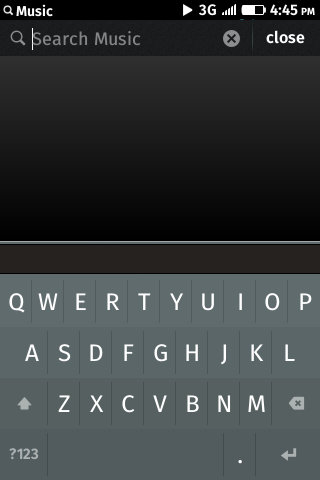 Music 3G 4:45 PM
Search Music close
Q W E R T Y U I O P
A S D F G H J K L
Z X C V B N M
?123 .